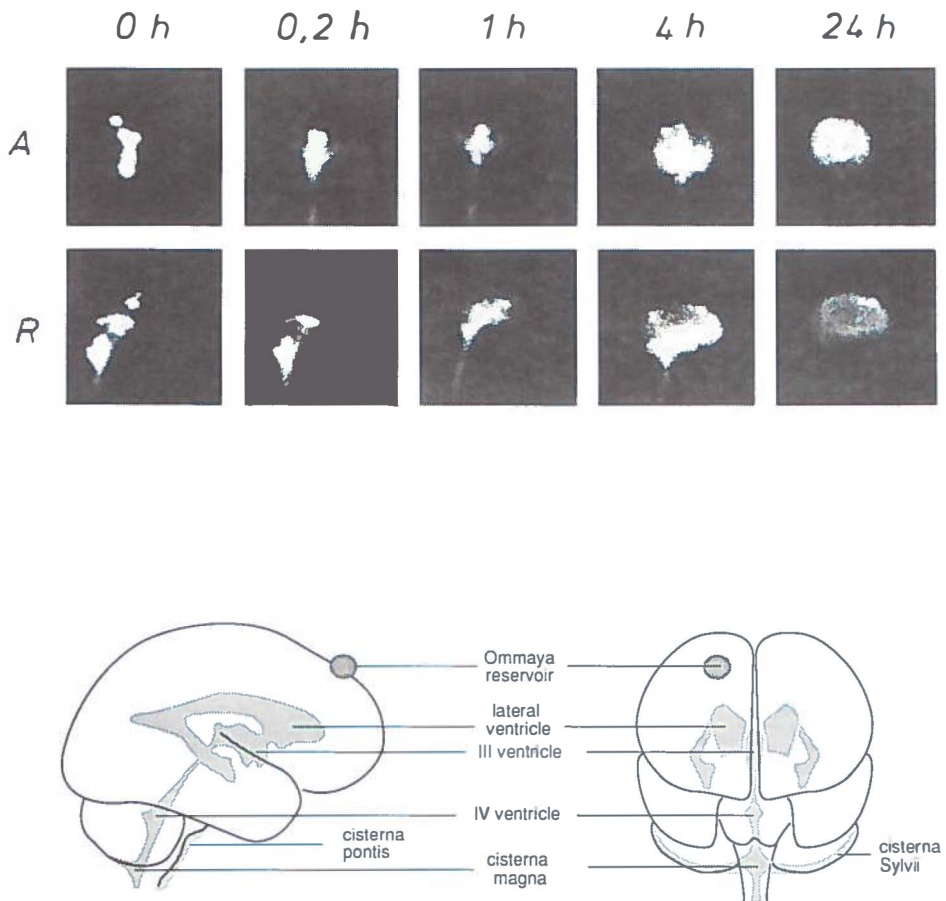 0 h 0,2 h 1 h 4 h 24 h
A
R
Ommaya
reservoir
lateral
ventricle
III ventricle
IV ventricle
cisterna
pontis
cisterna
magna
cisterna
Sylvii